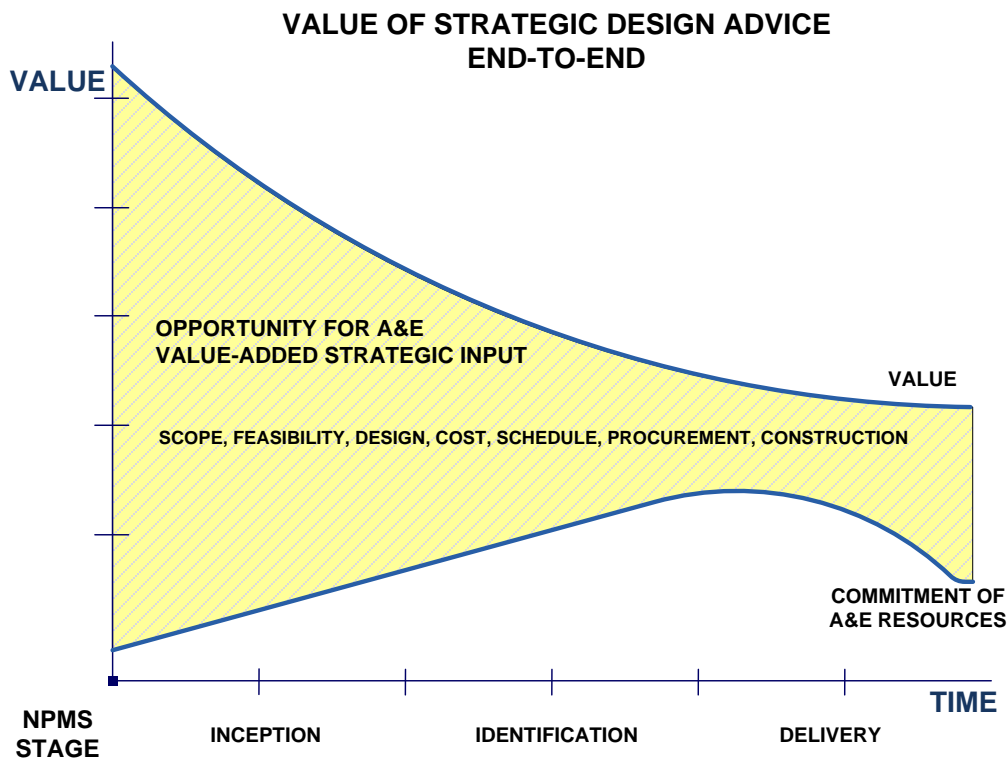 VALUE OF STRATEGIC DESIGN ADVICE
END-TO-END
VALUE
OPPORTUNITY FOR A&E
VALUE-ADDED STRATEGIC INPUT
VALUE
SCOPE, FEASIBILITY, DESIGN, COST, SCHEDULE, PROCUREMENT, CONSTRUCTION
COMMITMENT OF
A&E RESOURCES
TIME
NPMS
STAGE
INCEPTION
IDENTIFICATION
DELIVERY